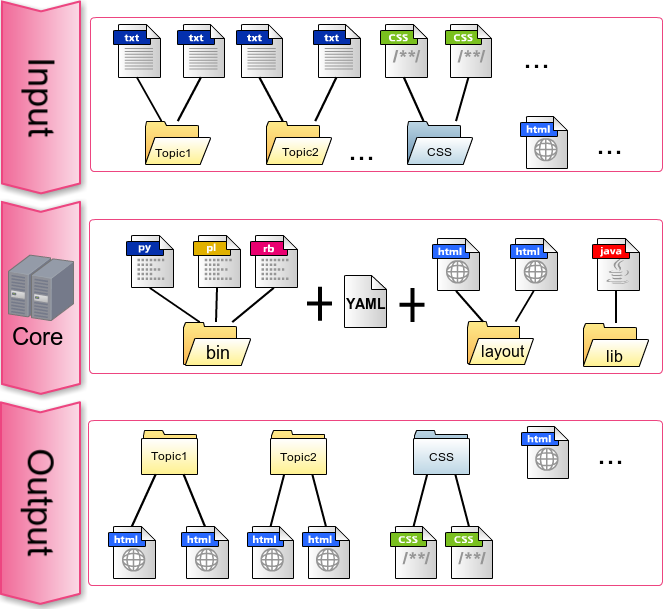 Input
txt
txt
txt
txt
CSS
/**/
CSS
/**/
...
Topic1
Topic2
...
CSS
html
...
Core
py
pl
rb
bin
+
YAML
+
html
html
layout
java
lib
Output
Topic1
Topic2
CSS
html
...
html
html
html
html
CSS
/**/
CSS
/**/